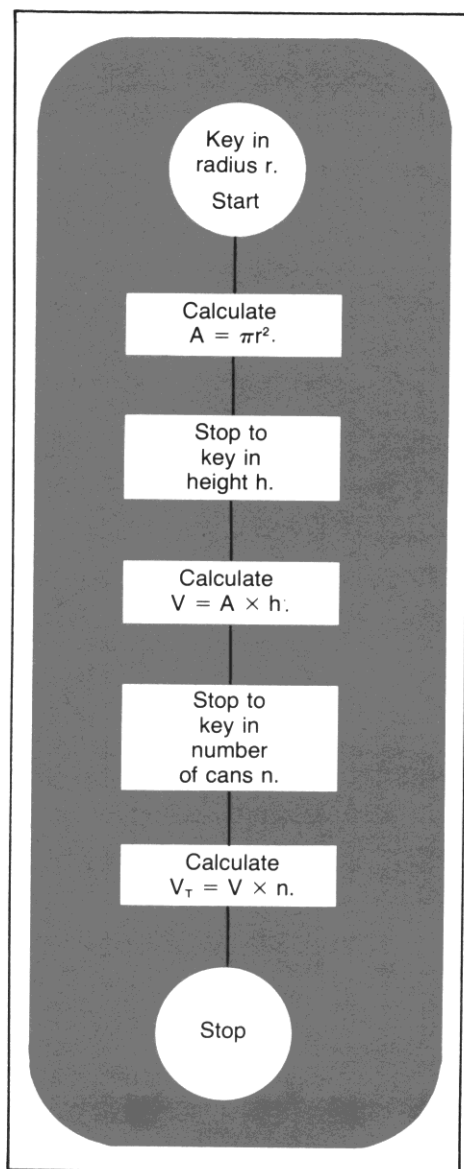 Key in
radius r.
Start
Calculate
A = πr².
Stop to
key in
height h.
Calculate
V = A × h.
Stop to
key in
number
of cans n.
Calculate
V_T = V × n.
Stop